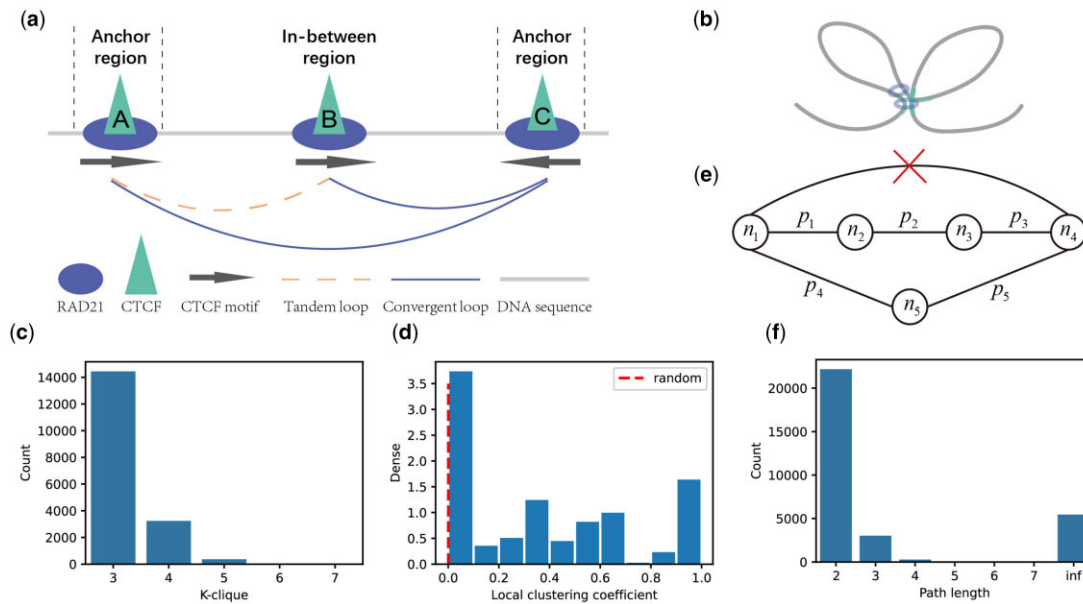 (a)
Anchor
region
In-between
region
Anchor
region
A
B
C
RAD21
CTCF
CTCF motif
Tandem loop
Convergent loop
DNA sequence
(b)
(e)
n1
p1
n2
p2
n3
p3
n4
p4
n5
p5
(c)
14000
12000
10000
8000
6000
4000
2000
0
Count
3 4 5 6 7
K-clique
(d)
random
3.5
3.0
2.5
2.0
1.5
1.0
0.5
0.0
Dense
0.0 0.2 0.4 0.6 0.8 1.0
Local clustering coefficient
(f)
20000
15000
10000
5000
0
Count
2 3 4 5 6 7 inf
Path length